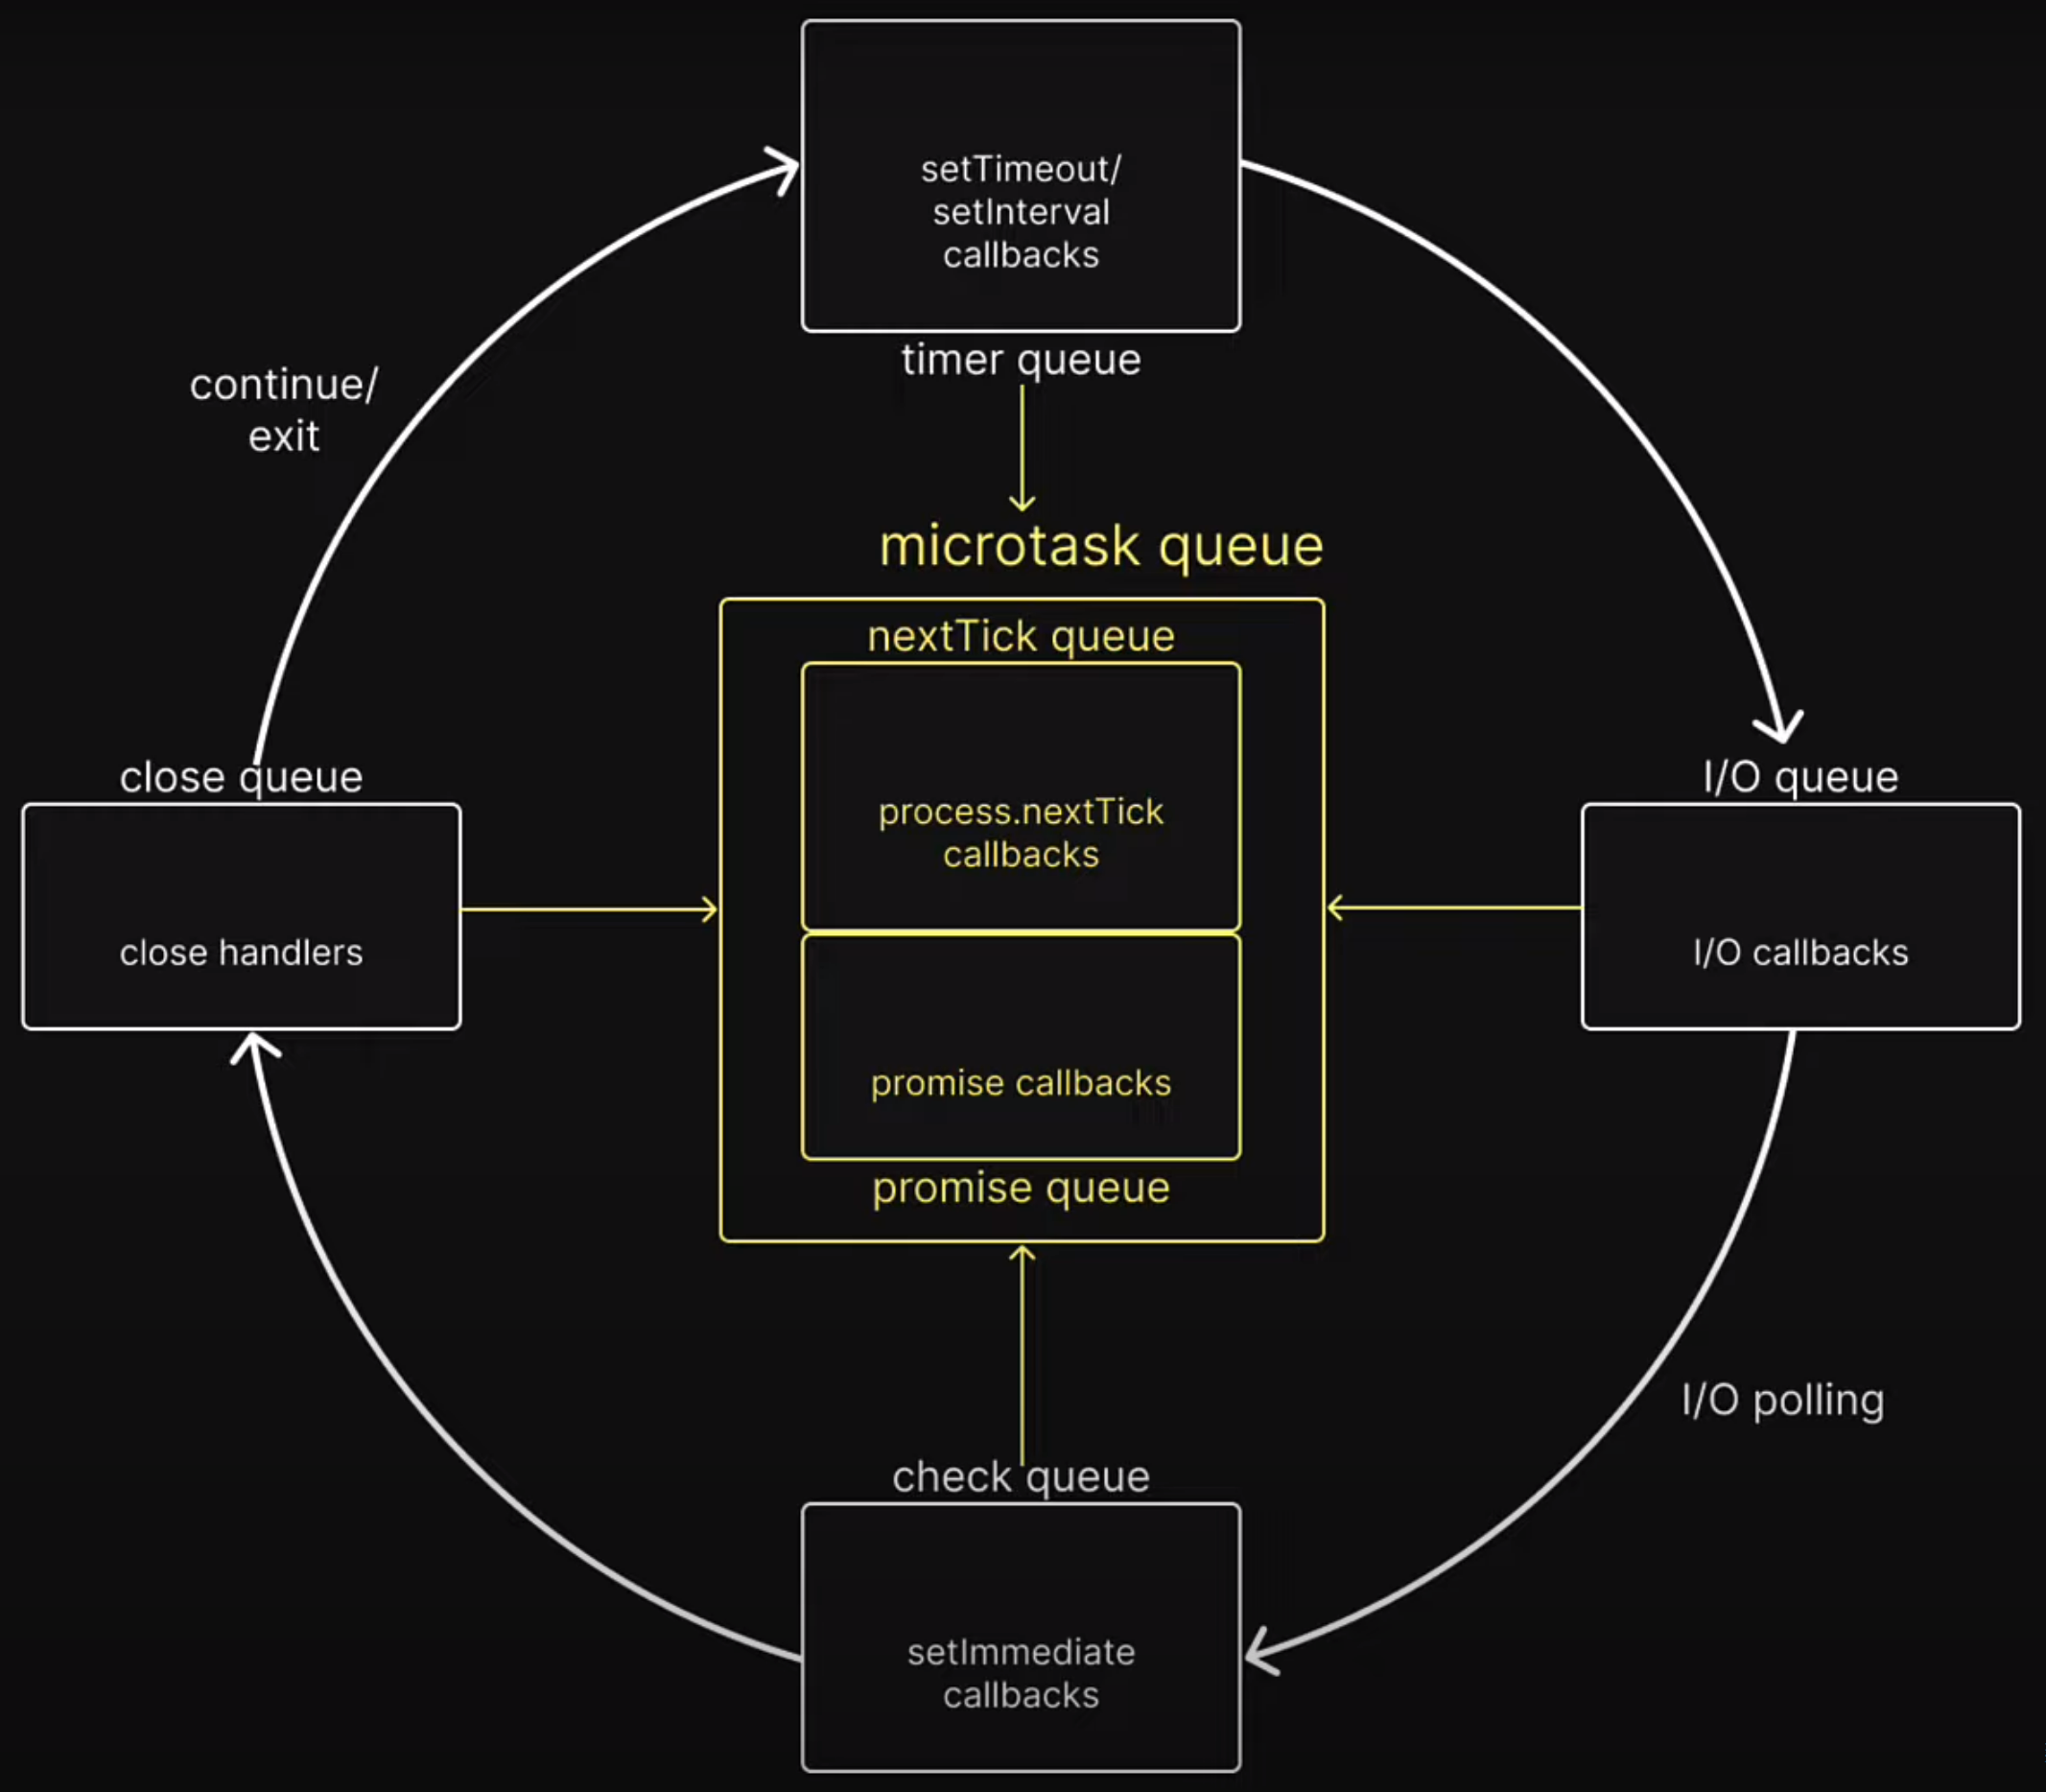 setTimeout/
setInterval
callbacks
timer queue
continue/
exit
microtask queue
nextTick queue
process.nextTick
callbacks
promise callbacks
promise queue
close queue
close handlers
I/O queue
I/O callbacks
I/O polling
check queue
setImmediate
callbacks